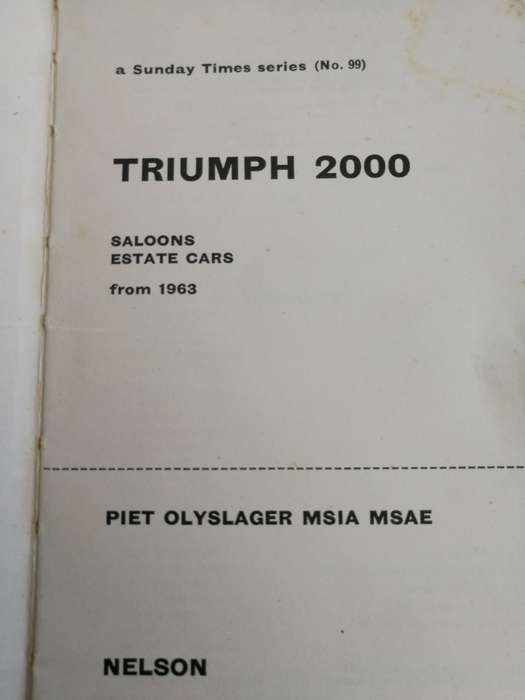 a Sunday Times series (No. 99)
TRIUMPH 2000
SALOONS
ESTATE CARS
from 1963
PIET OLYSLAGER MSIA MSAE
NELSON